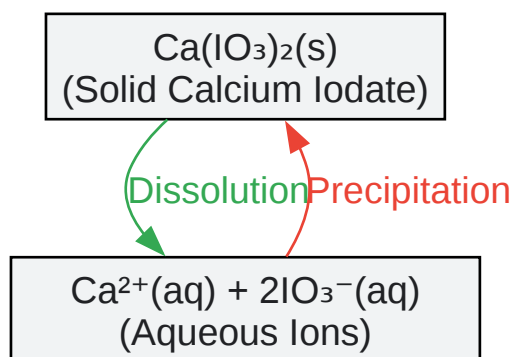 Ca(IO₃)₂(s)
(Solid Calcium Iodate)
Dissolution
Precipitation
Ca²⁺(aq) + 2IO₃⁻(aq)
(Aqueous Ions)